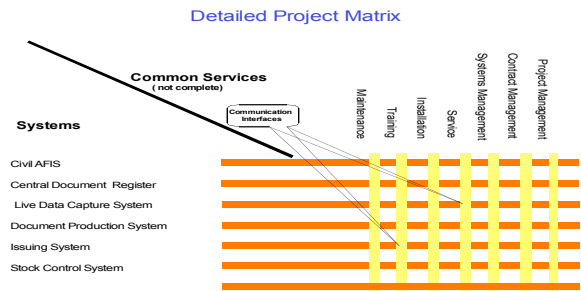 Detailed Project Matrix
Common Services
( not complete)
Communication
Interfaces
Systems
Maintenance
Training
Installation
Service
Systems Management
Contract Management
Project Management
Civil AFIS
Central Document Register
Live Data Capture System
Document Production System
Issuing System
Stock Control System